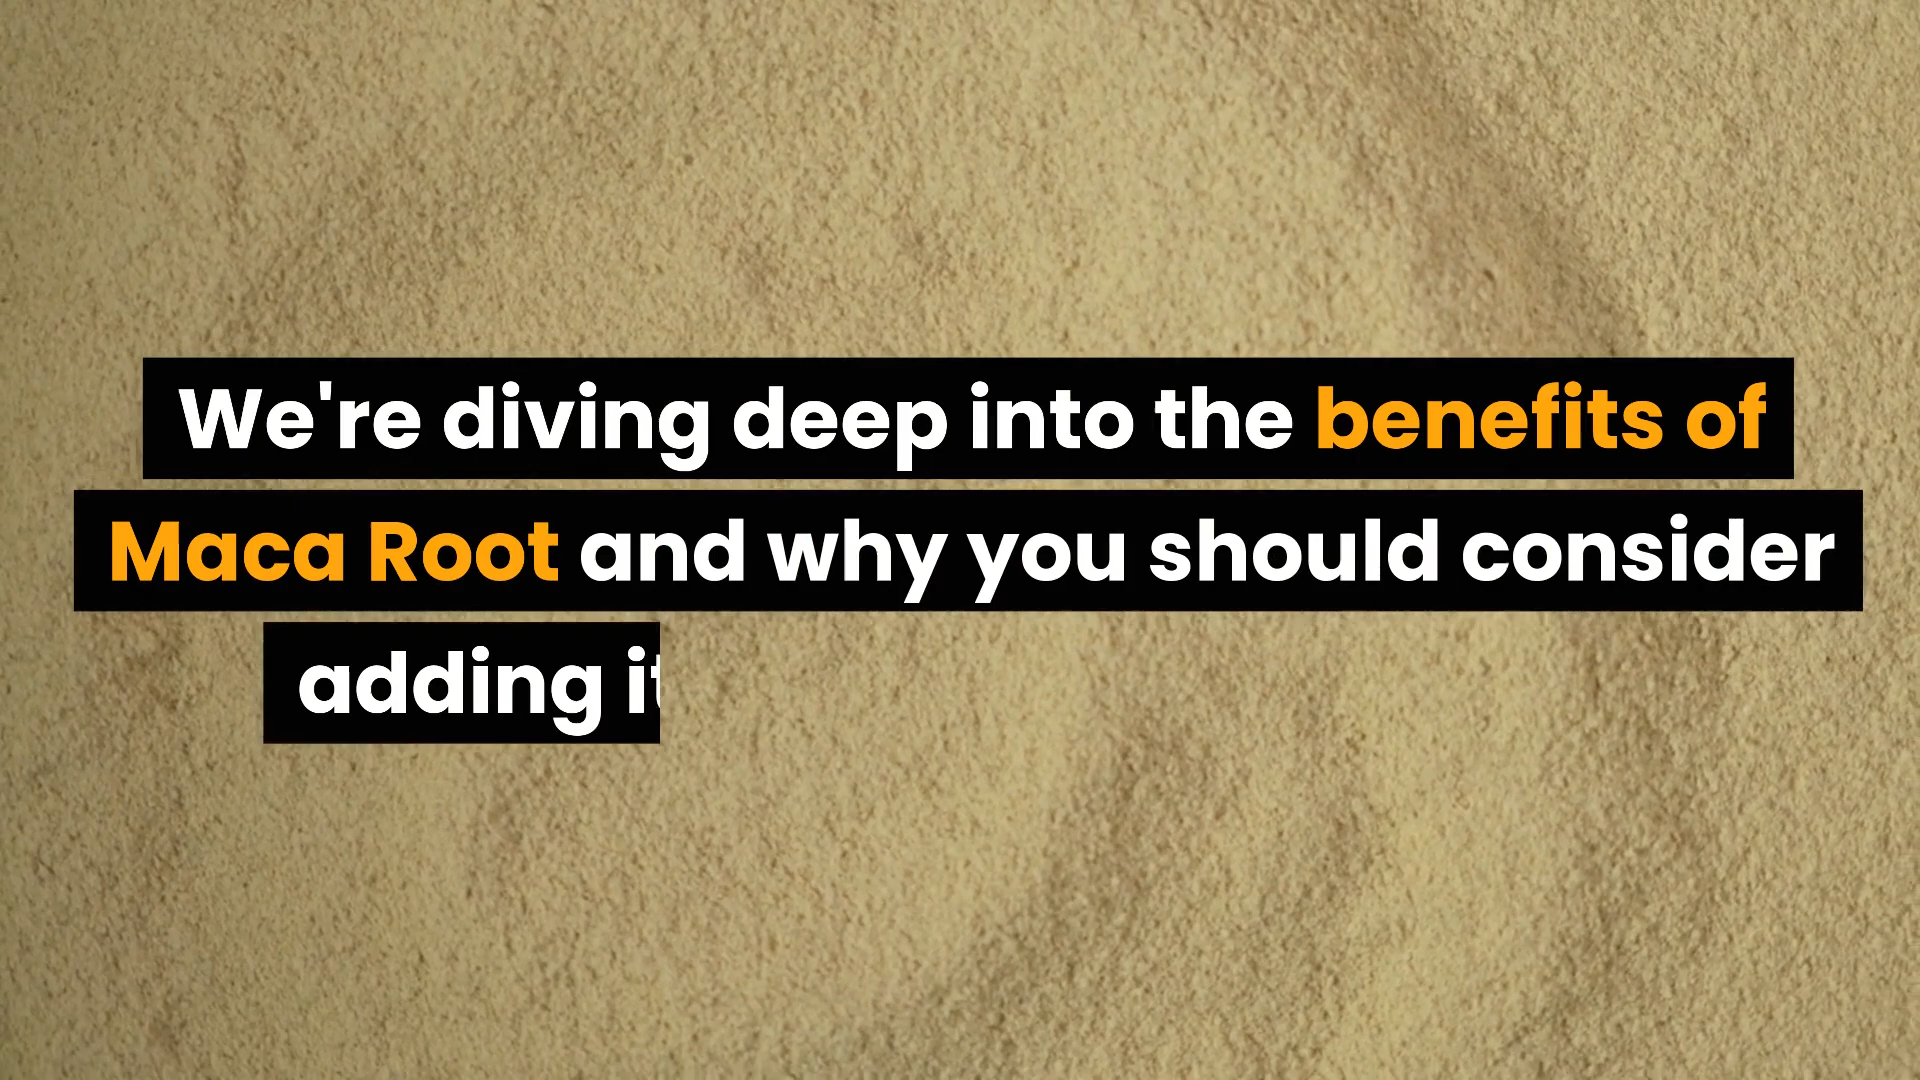 We're diving deep into the benefits of
Maca Root and why you should consider
adding it